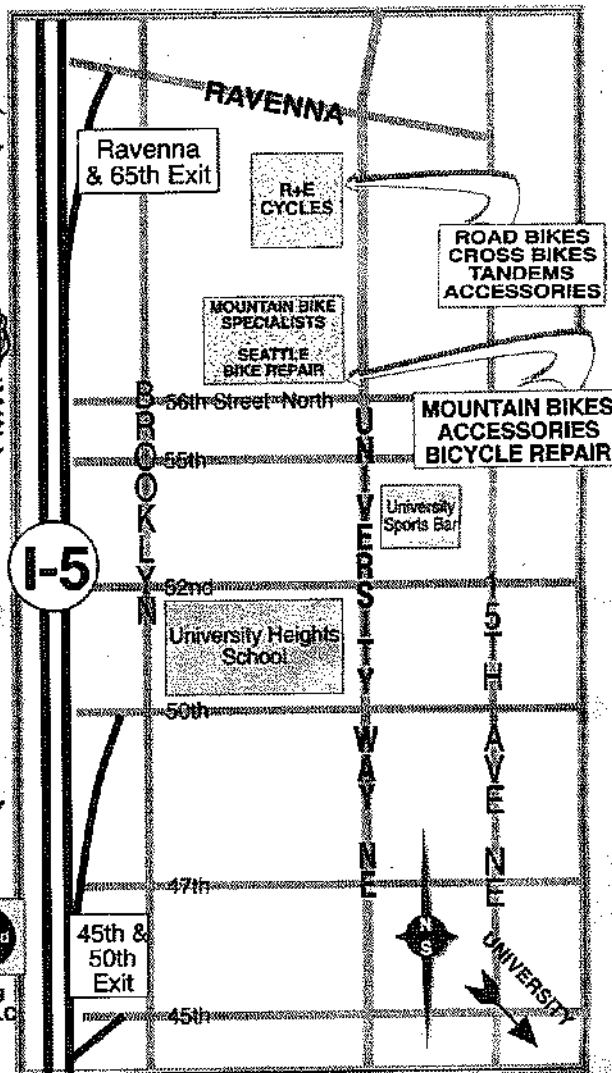 RAVENNA
Ravenna
& 65th Exit
R+E
CYCLES
ROAD BIKES
CROSS BIKES
TANDEMS
ACCESSORIES
MOUNTAIN BIKE
SPECIALISTS
SEATTLE
BIKE REPAIR
MOUNTAIN BIKES
ACCESSORIES
BICYCLE REPAIR
BROOKLYN
56th Street North
UNIVERSITY WAY NE
55th
University
Sports Bar
I-5
52nd
15TH AVE NE
University Heights
School
50th
47th
45th &
50th
Exit
N
S
UNIVERSITY
45th